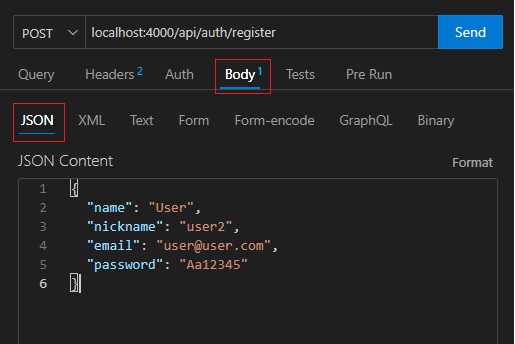 POST localhost:4000/api/auth/register Send
Query Headers 2 Auth Body 1 Tests Pre Run
JSON XML Text Form Form-encode GraphQL Binary
JSON Content Format
1 {
2 "name": "User",
3 "nickname": "user2",
4 "email": "user@user.com",
5 "password": "Aa12345"
6 }